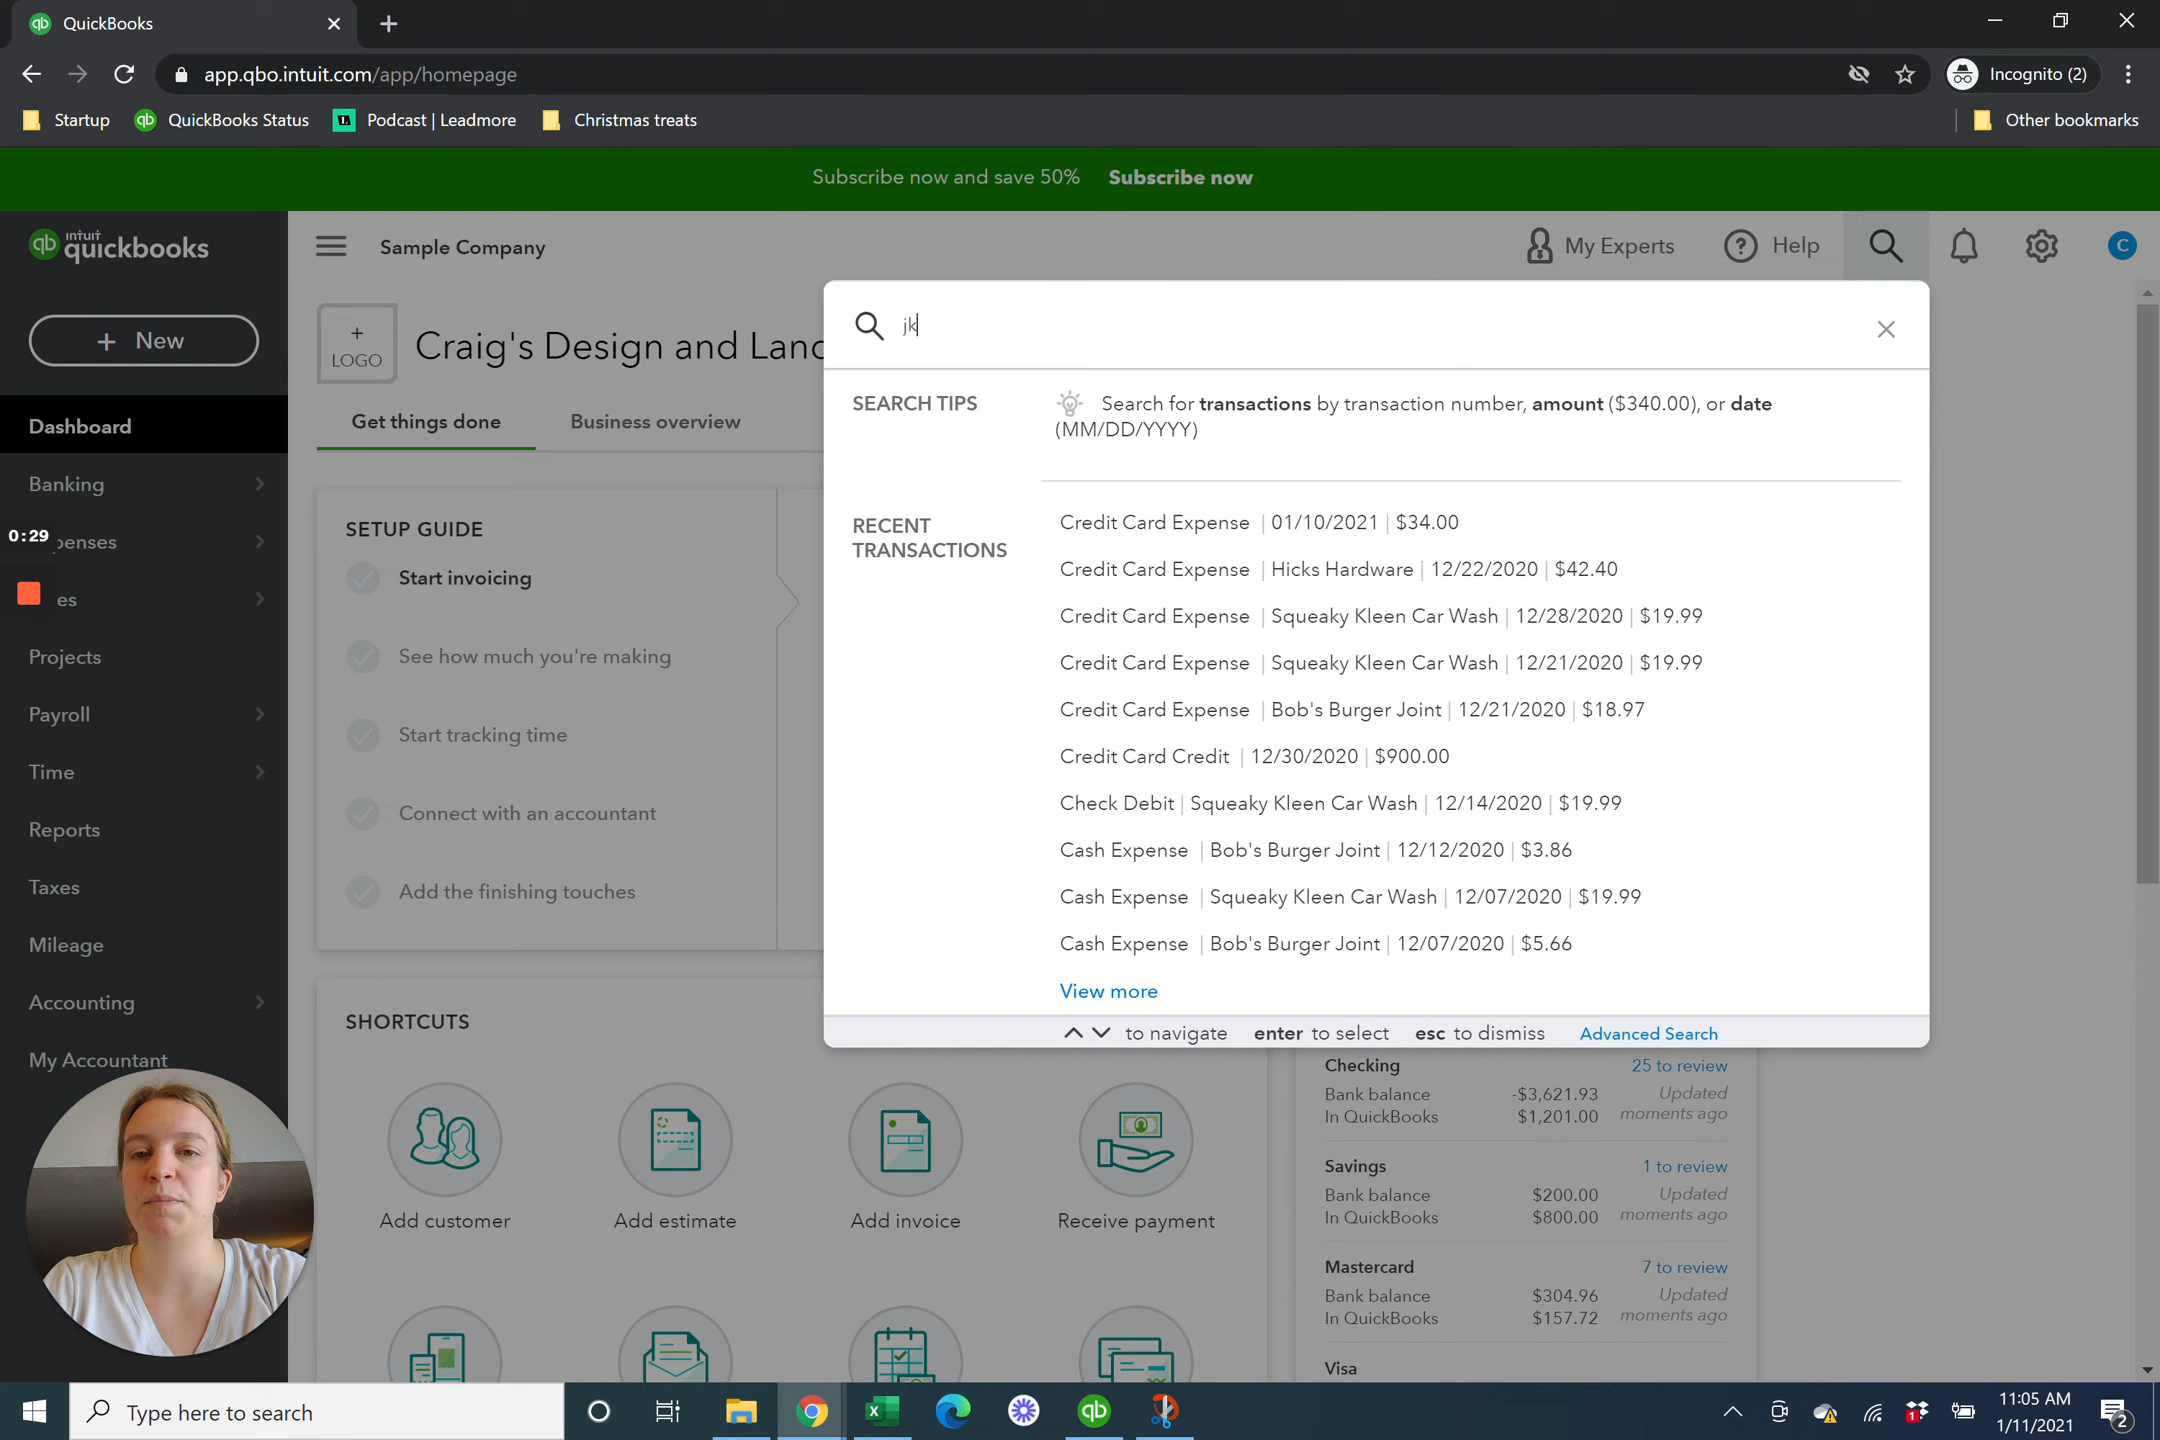 QuickBooks
app.qbo.intuit.com/app/homepage
Incognito (2)
Startup
QuickBooks Status
Podcast | Leadmore
Christmas treats
Other bookmarks
Subscribe now and save 50% Subscribe now
intuit
quickbooks
Sample Company
My Experts
Help
C
+ New
+
LOGO
Craig's Design and Land
jk
Dashboard
Banking
0:29
penses
es
Projects
Payroll
Time
Reports
Taxes
Mileage
Accounting
My Accountant
Get things done
Business overview
SETUP GUIDE
Start invoicing
See how much you're making
Start tracking time
Connect with an accountant
Add the finishing touches
SEARCH TIPS
Search for transactions by transaction number, amount ($340.00), or date
(MM/DD/YYYY)
RECENT
TRANSACTIONS
Credit Card Expense | 01/10/2021 | $34.00
Credit Card Expense | Hicks Hardware | 12/22/2020 | $42.40
Credit Card Expense | Squeaky Kleen Car Wash | 12/28/2020 | $19.99
Credit Card Expense | Squeaky Kleen Car Wash | 12/21/2020 | $19.99
Credit Card Expense | Bob's Burger Joint | 12/21/2020 | $18.97
Credit Card Credit | 12/30/2020 | $900.00
Check Debit | Squeaky Kleen Car Wash | 12/14/2020 | $19.99
Cash Expense | Bob's Burger Joint | 12/12/2020 | $3.86
Cash Expense | Squeaky Kleen Car Wash | 12/07/2020 | $19.99
Cash Expense | Bob's Burger Joint | 12/07/2020 | $5.66
View more
to navigate enter to select esc to dismiss Advanced Search
SHORTCUTS
Add customer
Add estimate
Add invoice
Receive payment
Checking 25 to review
Bank balance -$3,621.93 Updated
In QuickBooks $1,201.00 moments ago
Savings 1 to review
Bank balance $200.00 Updated
In QuickBooks $800.00 moments ago
Mastercard 7 to review
Bank balance $304.96 Updated
In QuickBooks $157.72 moments ago
Visa
Type here to search
11:05 AM
1/11/2021
2